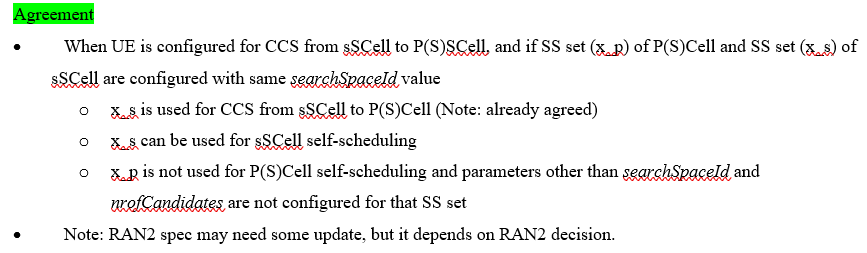 Agreement
• When UE is configured for CCS from sSCell to P(S)SCell, and if SS set (x_p) of P(S)Cell and SS set (x_s) of
sSCell are configured with same searchSpaceId value
o x_s is used for CCS from sSCell to P(S)Cell (Note: already agreed)
o x_s can be used for sSCell self-scheduling
o x_p is not used for P(S)Cell self-scheduling and parameters other than searchSpaceId and
nrofCandidates are not configured for that SS set
• Note: RAN2 spec may need some update, but it depends on RAN2 decision.